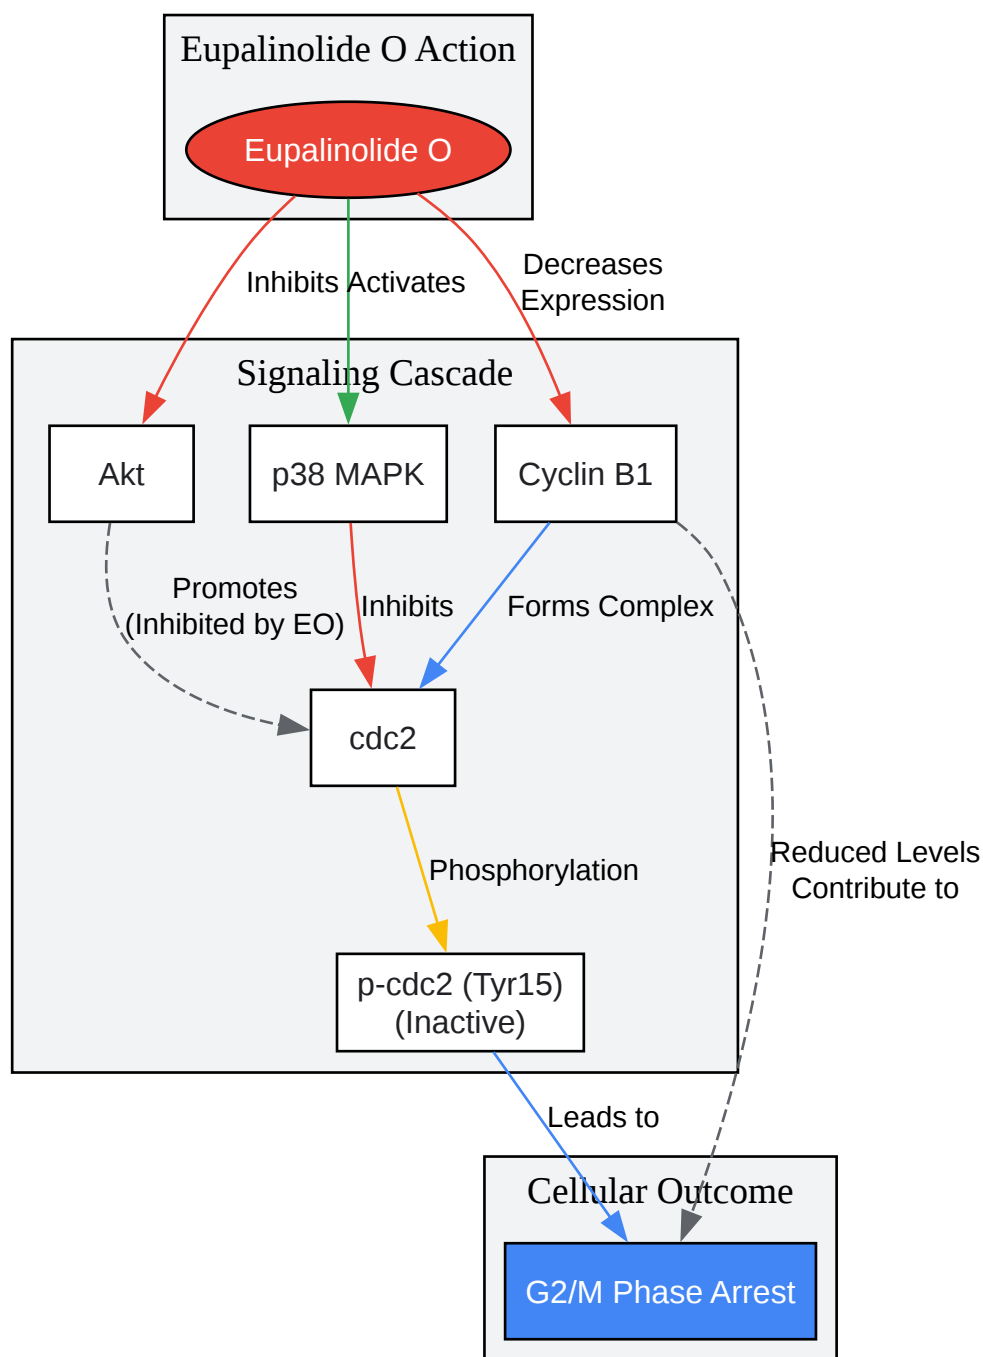 Eupalinolide O Action
Eupalinolide O
Inhibits
Activates
Decreases
Expression
Signaling Cascade
Akt
p38 MAPK
Cyclin B1
Promotes
(Inhibited by EO)
Inhibits
Forms Complex
cdc2
Phosphorylation
Reduced Levels
Contribute to
p-cdc2 (Tyr15)
(Inactive)
Leads to
Cellular Outcome
G2/M Phase Arrest